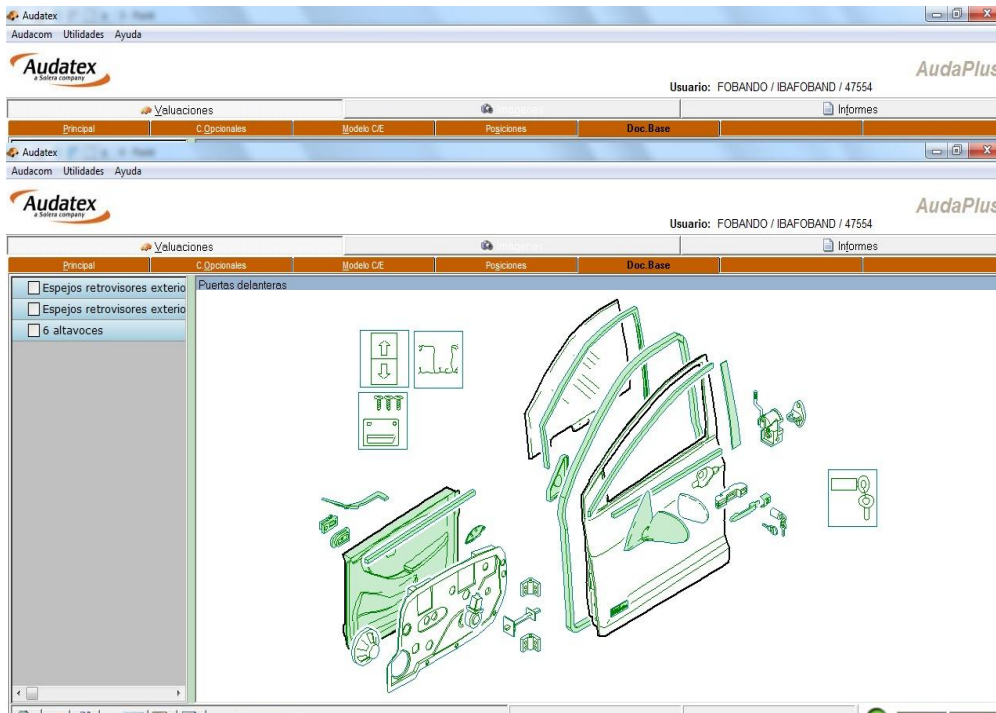 Audatex
Audacom Utilidades Ayuda
Audatex
a Solera company
AudaPlus
Usuario: FOBANDO / IBAFOBAND / 47554
Valuaciones Imágenes Informes
Principal C.Opcionales Modelo C/E Posiciones Doc.Base
Audatex
Audacom Utilidades Ayuda
Audatex
a Solera company
AudaPlus
Usuario: FOBANDO / IBAFOBAND / 47554
Valuaciones Imágenes Informes
Principal C.Opcionales Modelo C/E Posiciones Doc.Base
Espejos retrovisores exterio
Puertas delanteras
Espejos retrovisores exterio
6 altavoces